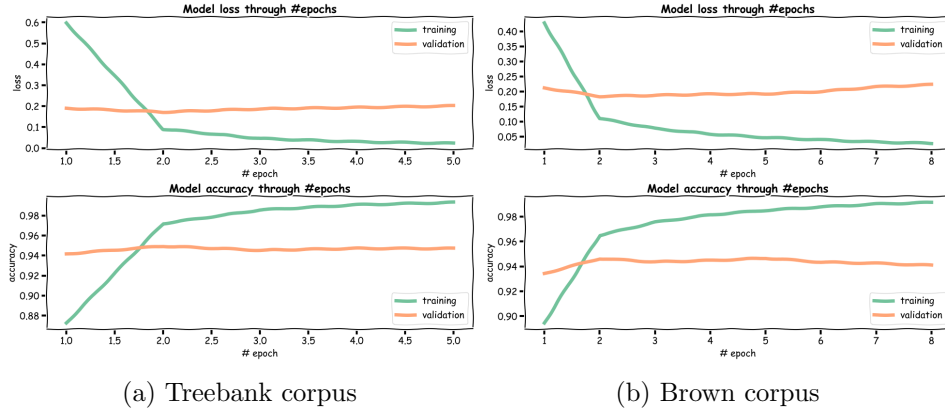 Model loss through #epochs
0.6
0.5
0.4
0.3
0.2
0.1
0.0
loss
training
validation
1.0 1.5 2.0 2.5 3.0 3.5 4.0 4.5 5.0
# epoch
Model accuracy through #epochs
0.98
0.96
0.94
0.92
0.90
0.88
accuracy
training
validation
1.0 1.5 2.0 2.5 3.0 3.5 4.0 4.5 5.0
# epoch
(a) Treebank corpus
Model loss through #epochs
0.40
0.35
0.30
0.25
0.20
0.15
0.10
0.05
loss
training
validation
1 2 3 4 5 6 7 8
# epoch
Model accuracy through #epochs
0.98
0.96
0.94
0.92
0.90
accuracy
training
validation
1 2 3 4 5 6 7 8
# epoch
(b) Brown corpus